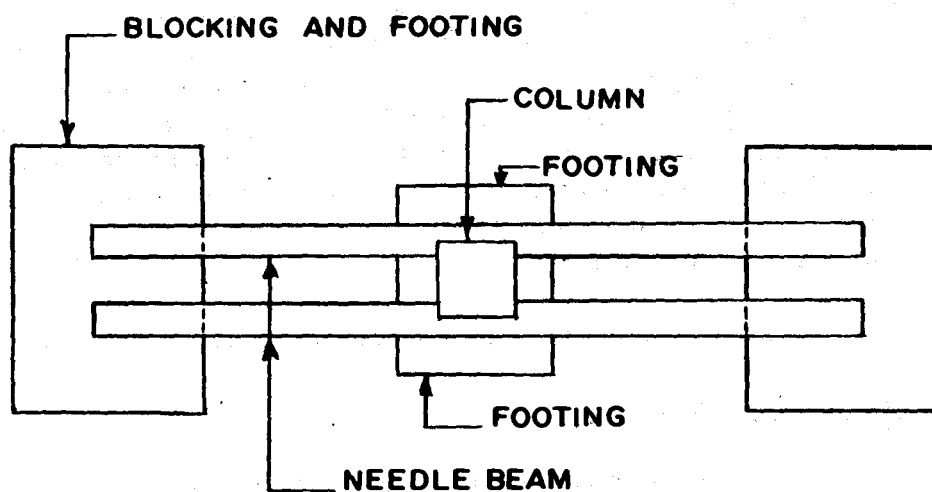 BLOCKING AND FOOTING
COLUMN
FOOTING
FOOTING
NEEDLE BEAM